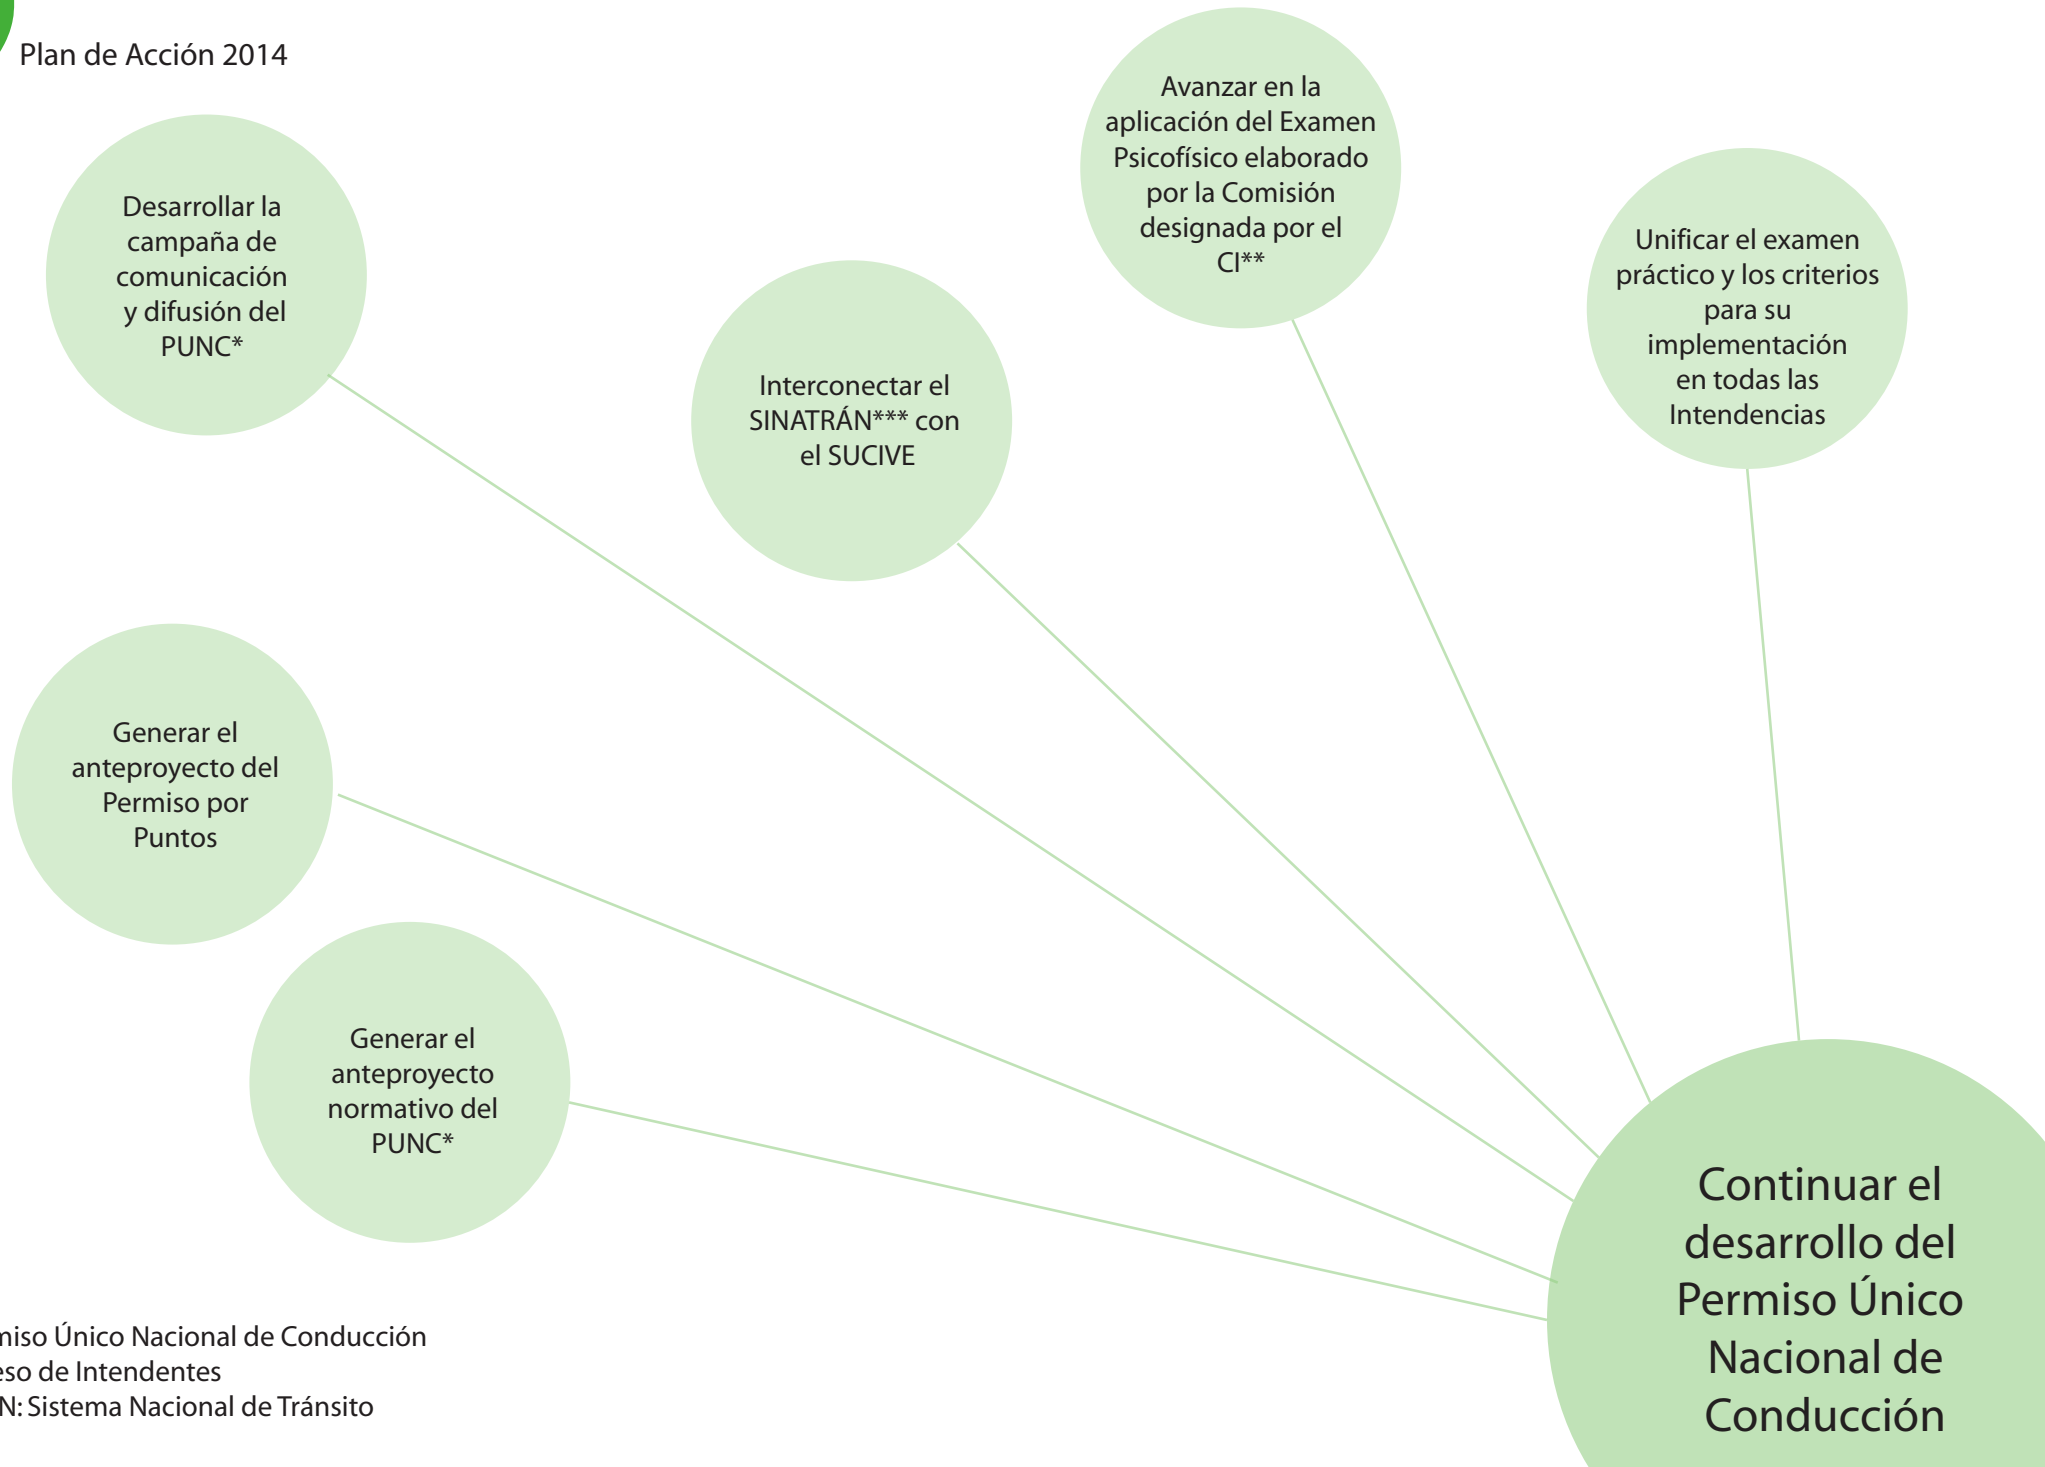 Plan de Acción 2014
Desarrollar la
campaña de
comunicación
y difusión del
PUNC*
Interconectar el
SINATRÁN*** con
el SUCIVE
Avanzar en la
aplicación del Examen
Psicofísico elaborado
por la Comisión
designada por el
CI**
Unificar el examen
práctico y los criterios
para su
implementación
en todas las
Intendencias
Generar el
anteproyecto del
Permiso por
Puntos
Generar el
anteproyecto
normativo del
PUNC*
Continuar el
desarrollo del
Permiso Único
Nacional de
Conducción
miso Único Nacional de Conducción
eso de Intendentes
N: Sistema Nacional de Tránsito